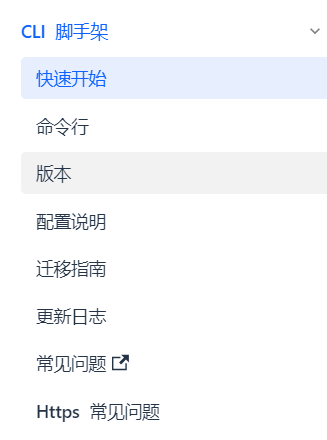 CLI 脚手架
快速开始
命令行
版本
配置说明
迁移指南
更新日志
常见问题
Https 常见问题